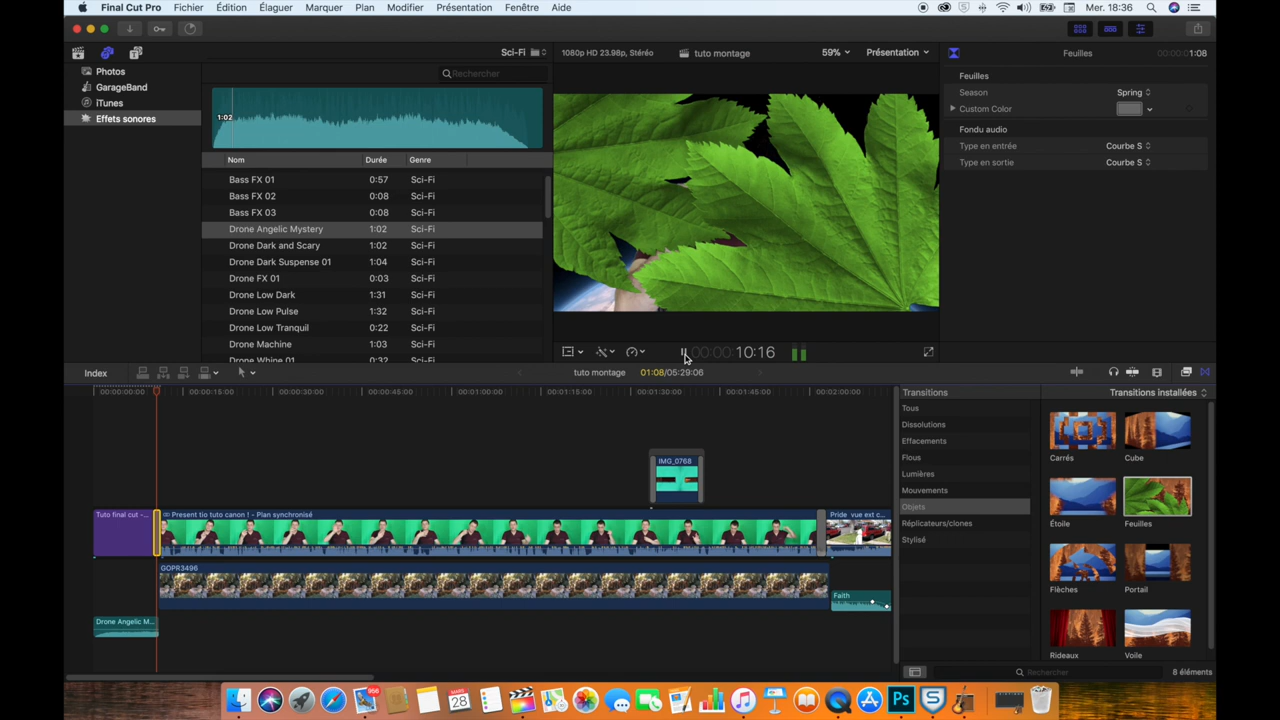 Final Cut Pro Fichier Édition Élaguer Marquer Plan Modifier Présentation Fenêtre Aide Mer. 18:36
Sci-Fi 1080p HD 23.98p, Stéréo tuto montage 59% Présentation Feuilles 1:08
Photos
GarageBand
iTunes
Effets sonores
Rechercher
1:02
Nom Durée Genre
Bass FX 01 0:57 Sci-Fi
Bass FX 02 0:08 Sci-Fi
Bass FX 03 0:08 Sci-Fi
Drone Angelic Mystery 1:02 Sci-Fi
Drone Dark and Scary 1:02 Sci-Fi
Drone Dark Suspense 01 1:04 Sci-Fi
Drone FX 01 0:03 Sci-Fi
Drone Low Dark 1:31 Sci-Fi
Drone Low Pulse 1:32 Sci-Fi
Drone Low Tranquil 0:22 Sci-Fi
Drone Machine 1:03 Sci-Fi
Drone Whine 01 0:32 Sci-Fi
00:00:10:16
Feuilles
Season Spring
Custom Color
Fondu audio
Type en entrée Courbe S
Type en sortie Courbe S
Index tuto montage 01:08/05:29:06
00:00:00:00 00:00:15:00 00:00:30:00 00:00:45:00 00:01:00:00 00:01:15:00 00:01:30:00 00:01:45:00 00:02:00:00
IMG_0768
Tuto final cut -... Present tio tuto canon ! - Plan synchronisé Pride vue est c...
GOPR3496
Faith
Drone Angelic M...
Transitions Transitions installées
Tous
Dissolutions
Effacements
Flous
Lumières
Mouvements
Objets
Réplicateurs/clones
Stylisé
Carrés Cube
Étoile Feuilles
Flèches Portail
Rideaux Voile
Rechercher 8 éléments
966
MARS
28
Ps
S